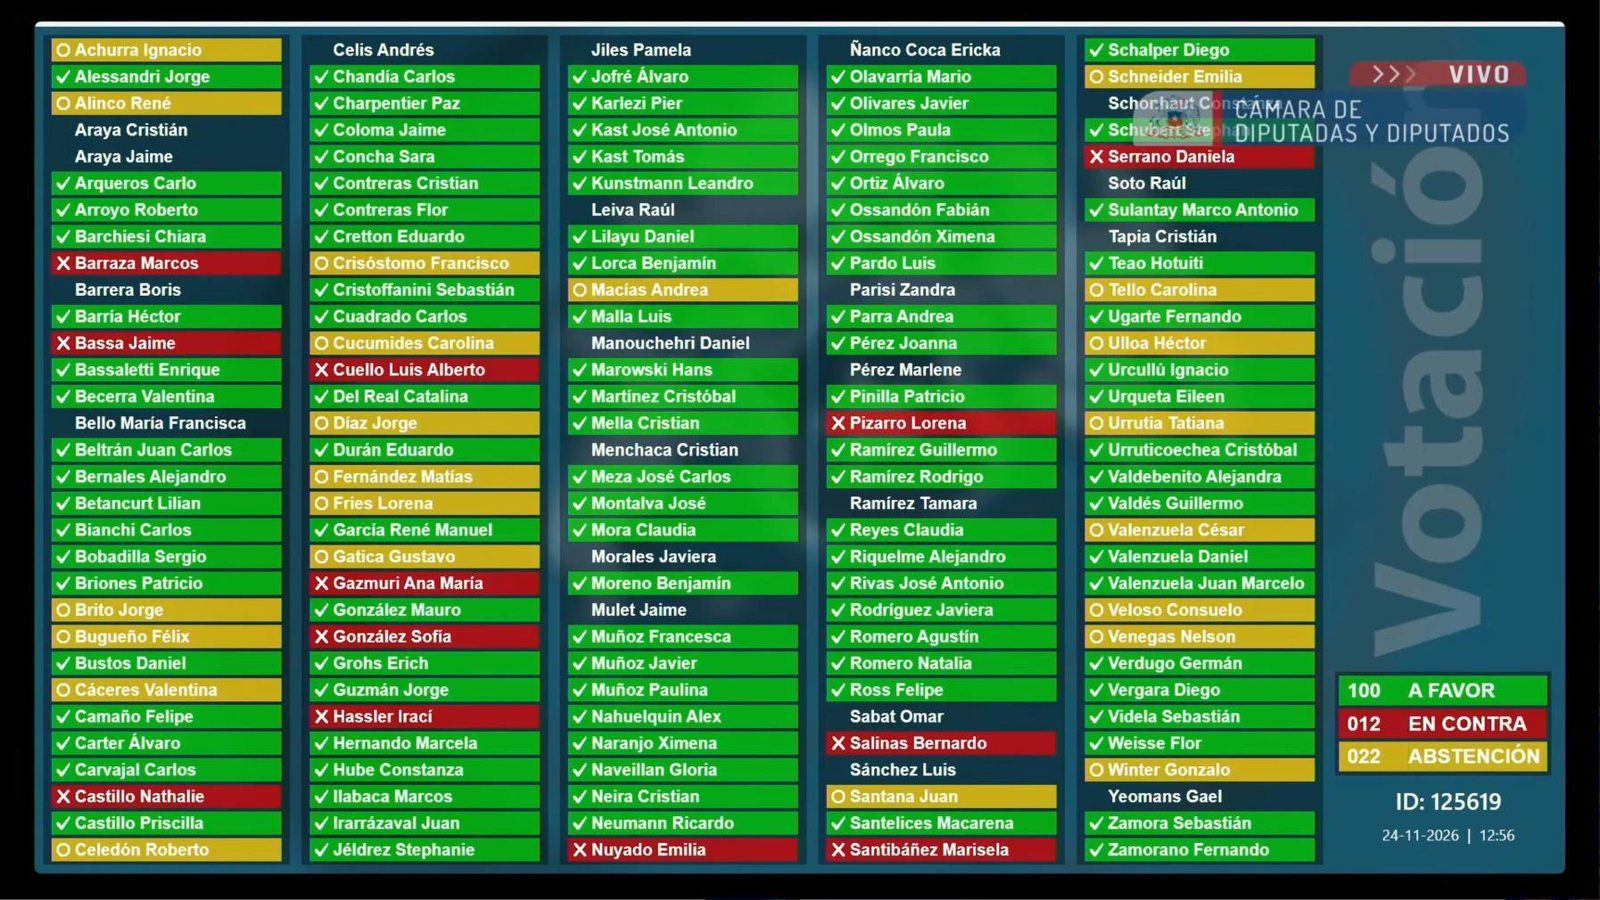 Achurra Ignacio
Alessandri Jorge
Alinco René
Araya Cristián
Araya Jaime
Arqueros Carlo
Arroyo Roberto
Barchiesi Chiara
Barraza Marcos
Barrera Boris
Barría Héctor
Bassa Jaime
Bassaletti Enrique
Becerra Valentina
Bello María Francisca
Beltrán Juan Carlos
Bernales Alejandro
Betancurt Lilian
Bianchi Carlos
Bobadilla Sergio
Briones Patricio
Brito Jorge
Bugueño Félix
Bustos Daniel
Cáceres Valentina
Camaño Felipe
Carter Álvaro
Carvajal Carlos
Castillo Nathalie
Castillo Priscilla
Celedón Roberto
Celis Andrés
Chandía Carlos
Charpentier Paz
Coloma Jaime
Concha Sara
Contreras Cristian
Contreras Flor
Cretton Eduardo
Crisóstomo Francisco
Cristoffanini Sebastián
Cuadrado Carlos
Cucumides Carolina
Cuello Luis Alberto
Del Real Catalina
Díaz Jorge
Durán Eduardo
Fernández Matías
Fries Lorena
García René Manuel
Gatica Gustavo
Gazmuri Ana María
González Mauro
González Sofía
Grohs Erich
Guzmán Jorge
Hassler Irací
Hernando Marcela
Hube Constanza
Ilabaca Marcos
Irarrázaval Juan
Jéldrez Stephanie
Jiles Pamela
Jofré Álvaro
Karlezi Pier
Kast José Antonio
Kast Tomás
Kunstmann Leandro
Leiva Raúl
Lilayu Daniel
Lorca Benjamín
Macías Andrea
Malla Luis
Manouchehri Daniel
Marowski Hans
Martínez Cristóbal
Mella Cristian
Menchaca Cristian
Meza José Carlos
Montalva José
Mora Claudia
Morales Javiera
Moreno Benjamín
Mulet Jaime
Muñoz Francesca
Muñoz Javier
Muñoz Paulina
Nahuelquin Alex
Naranjo Ximena
Naveillan Gloria
Neira Cristian
Neumann Ricardo
Nuyado Emilia
Ñanco Coca Ericka
Olavarría Mario
Olivares Javier
Olmos Paula
Orrego Francisco
Ortiz Álvaro
Ossandón Fabián
Ossandón Ximena
Pardo Luis
Parisi Zandra
Parra Andrea
Pérez Joanna
Pérez Marlene
Pinilla Patricio
Pizarro Lorena
Ramírez Guillermo
Ramírez Rodrigo
Ramírez Tamara
Reyes Claudia
Riquelme Alejandro
Rivas José Antonio
Rodríguez Javiera
Romero Agustín
Romero Natalia
Ross Felipe
Sabat Omar
Salinas Bernardo
Sánchez Luis
Santana Juan
Santelices Macarena
Santibáñez Marisela
Schalper Diego
Schneider Emilia
Schonhaut
Schubert
Serrano Daniela
Soto Raúl
Sulantay Marco Antonio
Tapia Cristián
Teao Hotuiti
Tello Carolina
Ugarte Fernando
Ulloa Héctor
Urcullú Ignacio
Urqueta Eileen
Urrutia Tatiana
Urruticoechea Cristóbal
Valdebenito Alejandra
Valdés Guillermo
Valenzuela César
Valenzuela Daniel
Valenzuela Juan Marcelo
Veloso Consuelo
Venegas Nelson
Verdugo Germán
Vergara Diego
Videla Sebastián
Weisse Flor
Winter Gonzalo
Yeomans Gael
Zamora Sebastián
Zamorano Fernando
>>> VIVO
CÁMARA DE
DIPUTADAS Y DIPUTADOS
Votación
100 A FAVOR
012 EN CONTRA
022 ABSTENCIÓN
ID: 125619
24-11-2026 | 12:56